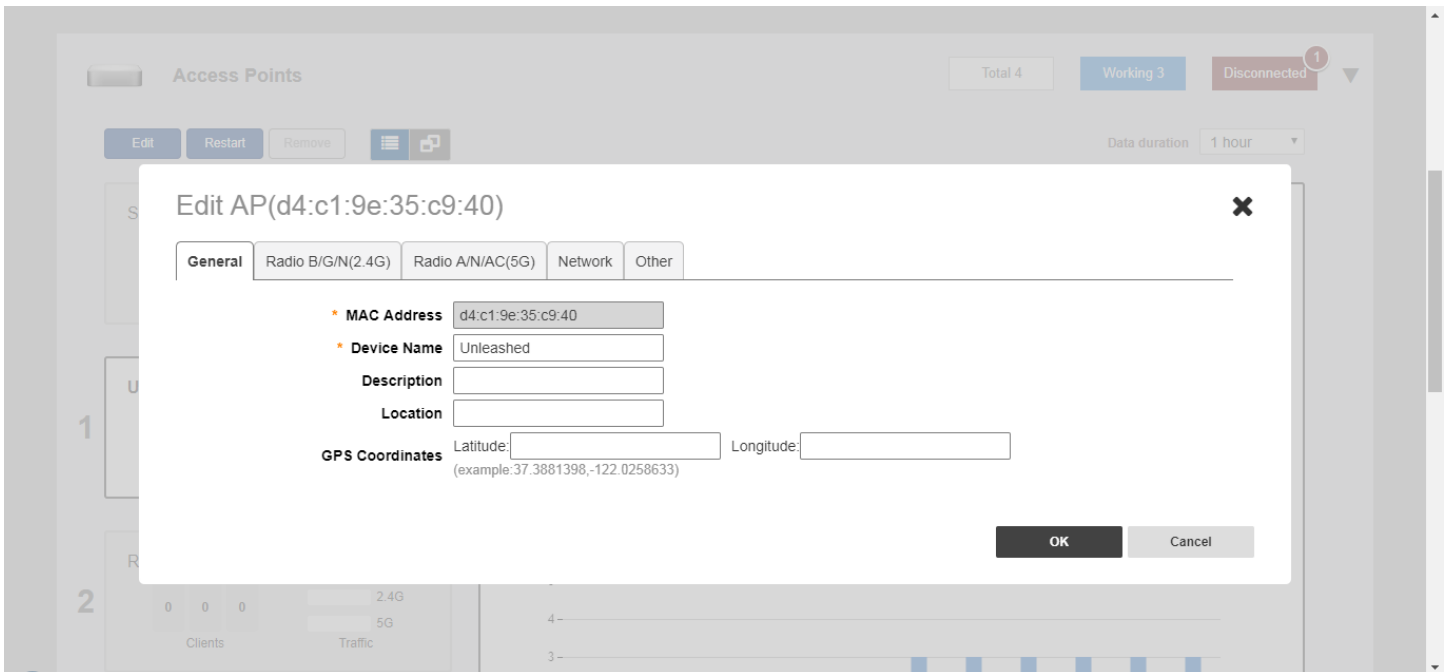 Access Points
Total 4
Working 3
Disconnected
1
Edit
Restart
Remove
Data duration
1 hour
S
Edit AP(d4:c1:9e:35:c9:40)
General
Radio B/G/N(2.4G)
Radio A/N/AC(5G)
Network
Other
* MAC Address
d4:c1:9e:35:c9:40
* Device Name
Unleashed
Description
Location
GPS Coordinates
Latitude:
Longitude:
(example:37.3881398,-122.0258633)
OK
Cancel
U
1
R
2
0 0 0
Clients
2.4G
5G
Traffic
4
3